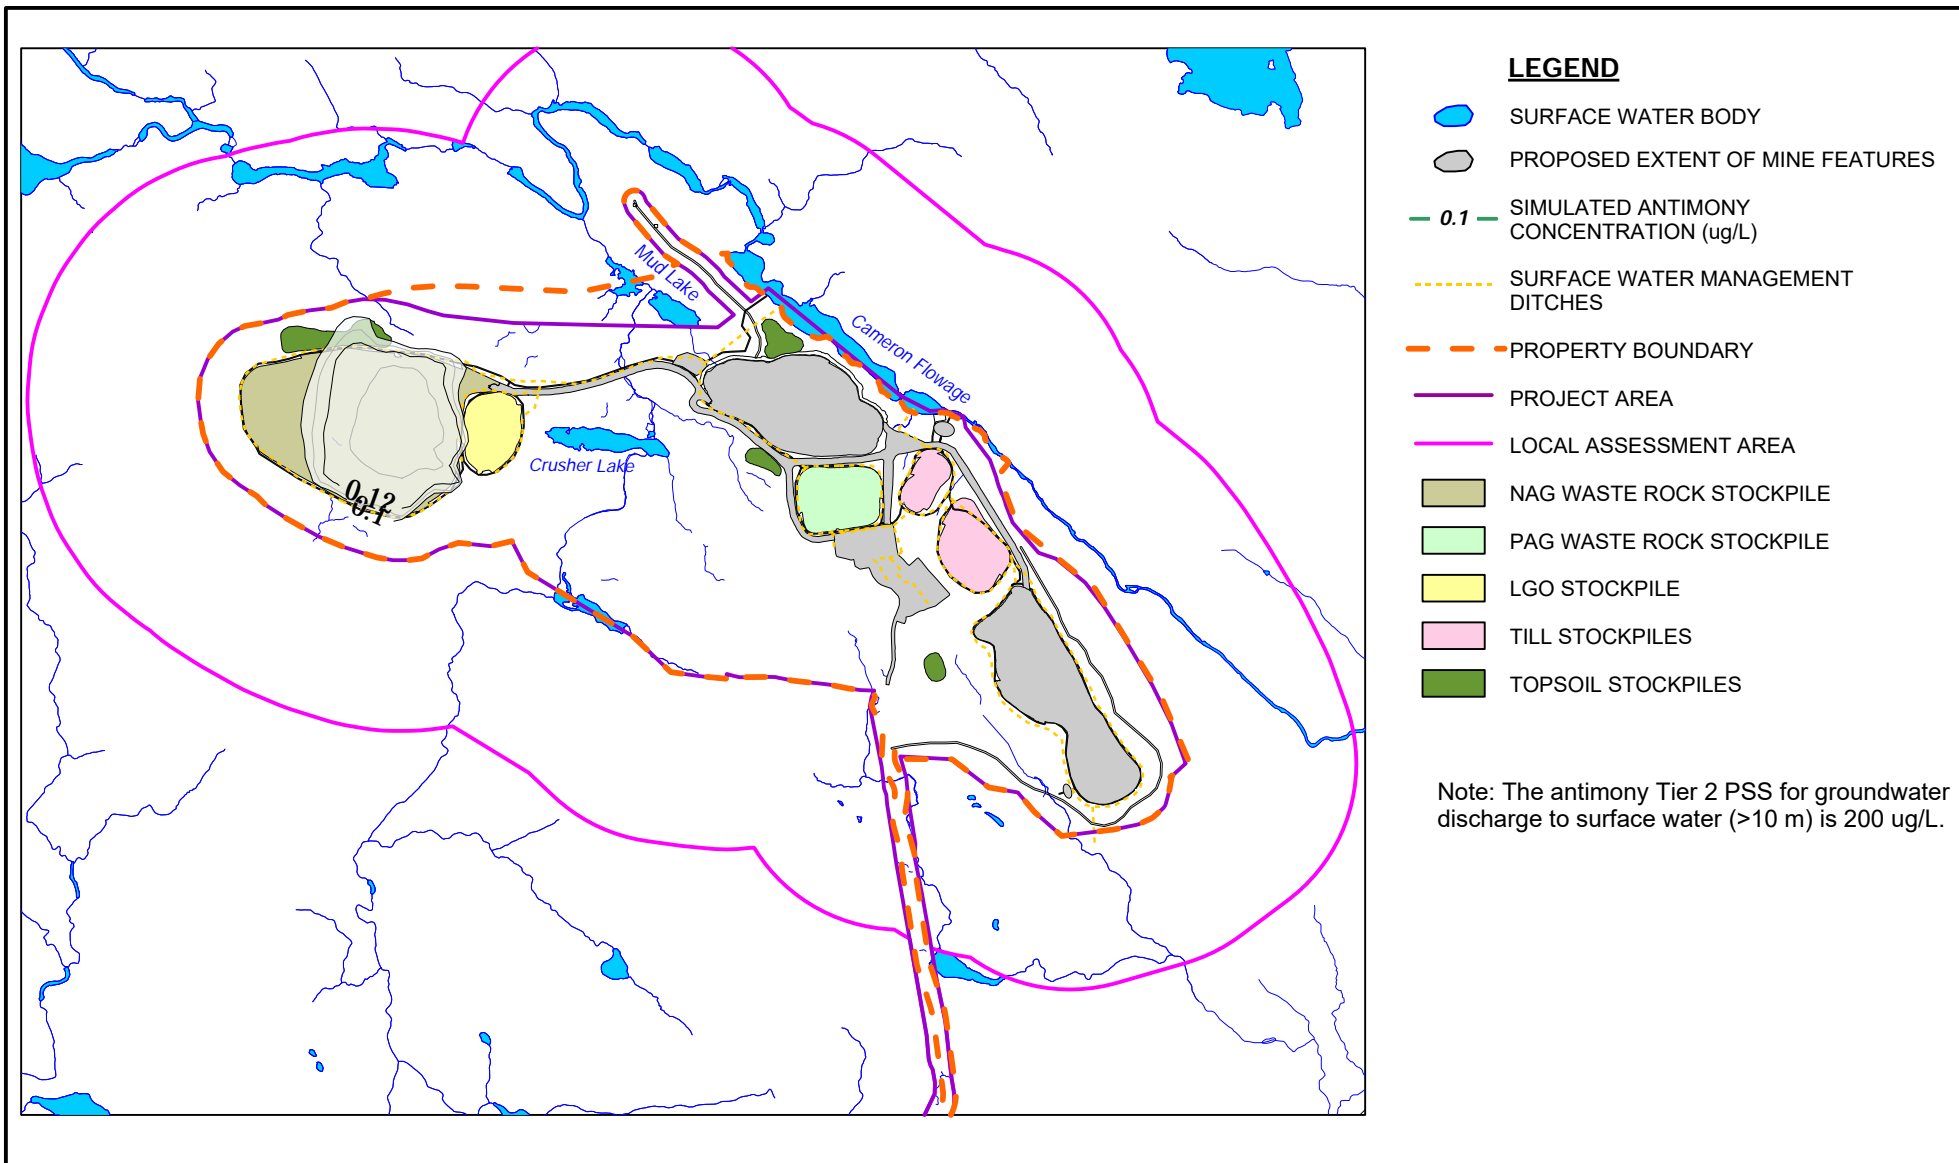 LEGEND
SURFACE WATER BODY
PROPOSED EXTENT OF MINE FEATURES
0.1
SIMULATED ANTIMONY
CONCENTRATION (ug/L)
SURFACE WATER MANAGEMENT
DITCHES
PROPERTY BOUNDARY
PROJECT AREA
LOCAL ASSESSMENT AREA
NAG WASTE ROCK STOCKPILE
PAG WASTE ROCK STOCKPILE
LGO STOCKPILE
TILL STOCKPILES
TOPSOIL STOCKPILES
Note: The antimony Tier 2 PSS for groundwater
discharge to surface water (>10 m) is 200 ug/L.
Mud Lake
Cameron Flowage
Crusher Lake
0.12
0.1